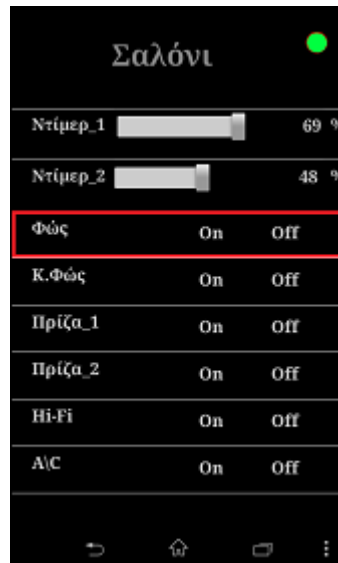 Σαλόνι
Ντίμερ_1 69 %
Ντίμερ_2 48 %
Φώς On Off
Κ.Φώς On Off
Πρίζα_1 On Off
Πρίζα_2 On Off
Hi-Fi On Off
A\C On Off